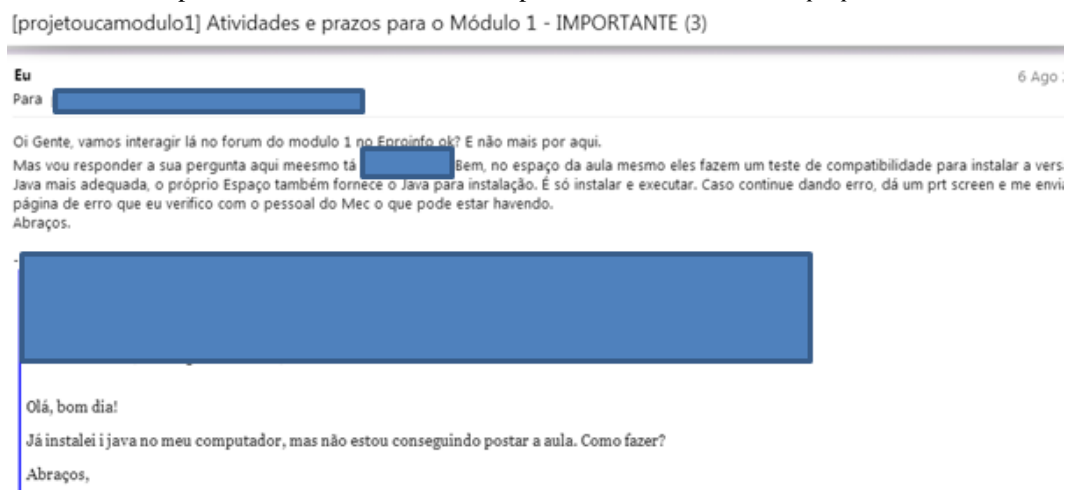 [projetoucamodulo1] Atividades e prazos para o Módulo 1 - IMPORTANTE (3)
Eu
6 Ago
Para
Oi Gente, vamos interagir lá no forum do modulo 1 no Eproinfo ok? E não mais por aqui.
Mas vou responder a sua pergunta aqui meesmo tá Bem, no espaço da aula mesmo eles fazem um teste de compatibilidade para instalar a vers
Java mais adequada, o próprio Espaço também fornece o Java para instalação. É só instalar e executar. Caso continue dando erro, dá um prt screen e me envi
página de erro que eu verifico com o pessoal do Mec o que pode estar havendo.
Abraços.
Olá, bom dia!
Já instalei i java no meu computador, mas não estou conseguindo postar a aula. Como fazer?
Abraços,